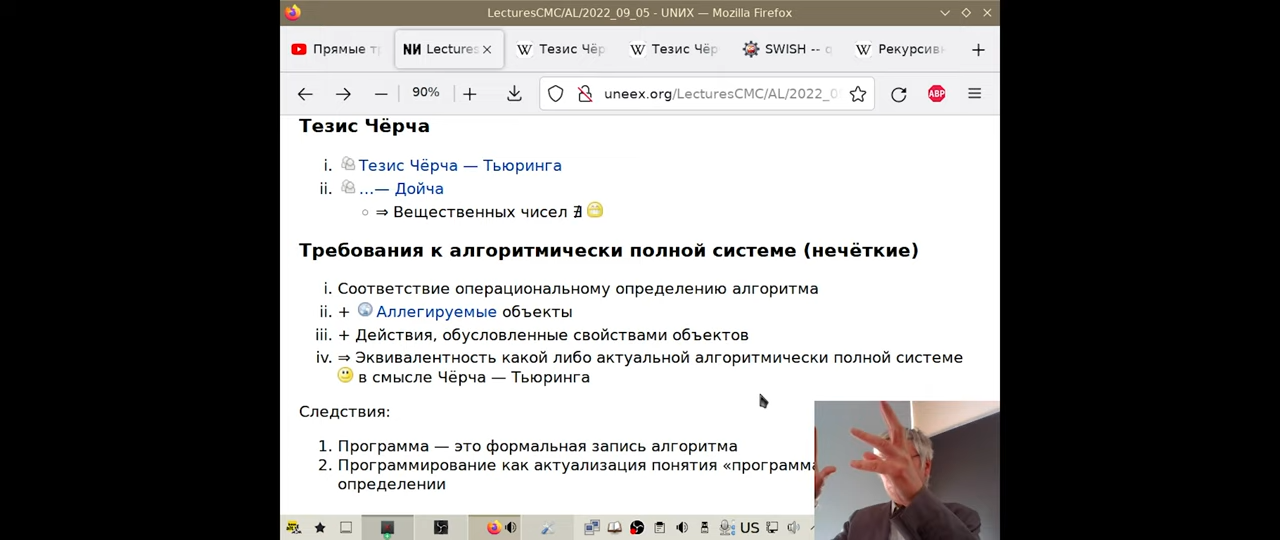 LecturesCMC/AL/2022_09_05 - UNИX — Mozilla Firefox
Прямые т
Lectures
Тезис Чёр
Тезис Чёр
SWISH --
Рекурсив
90%
uneex.org/LecturesCMC/AL/2022_0
ABP
Тезис Чёрча
i. Тезис Чёрча — Тьюринга
ii. …— Дойча
⇒ Вещественных чисел ∄
Требования к алгоритмически полной системе (нечёткие)
i. Соответствие операциональному определению алгоритма
ii. + Аллегируемые объекты
iii. + Действия, обусловленные свойствами объектов
iv. ⇒ Эквивалентность какой либо актуальной алгоритмически полной системе
в смысле Чёрча — Тьюринга
Следствия:
1. Программа — это формальная запись алгоритма
2. Программирование как актуализация понятия «программа
определении
US